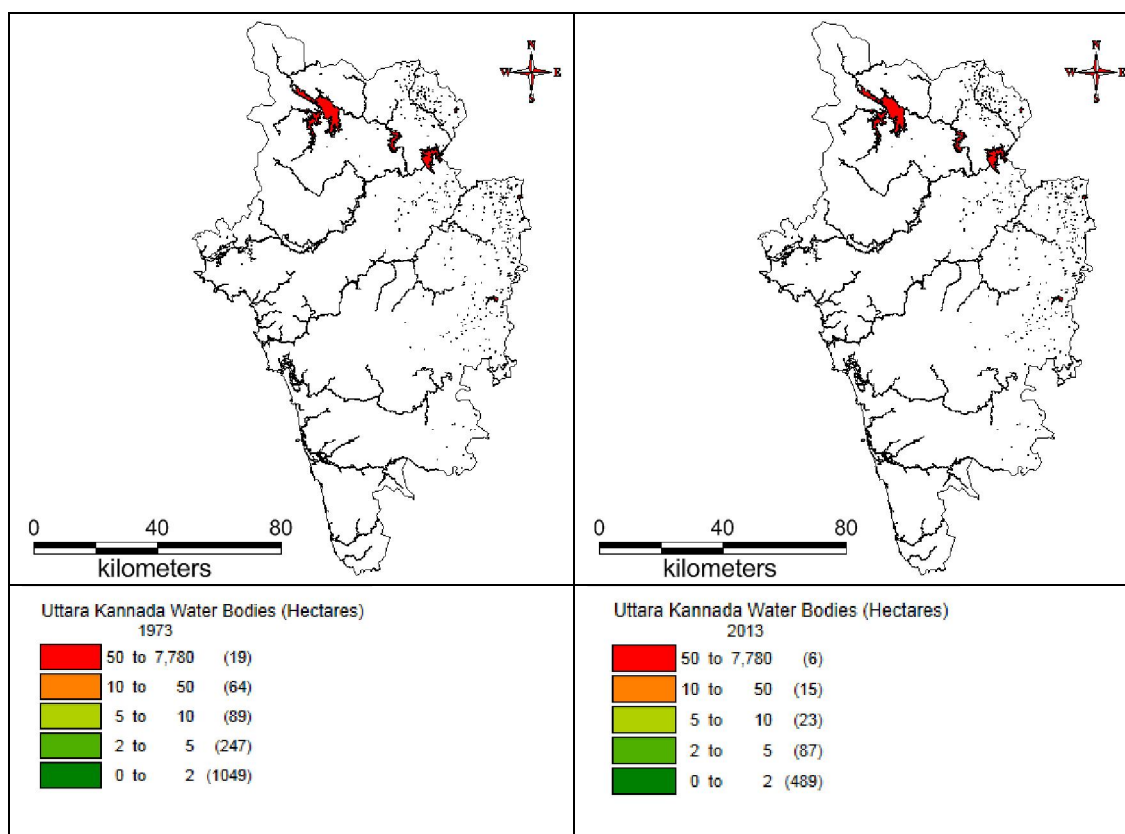 N
W E
S
0 40 80
kilometers
N
W E
S
0 40 80
kilometers
Uttara Kannada Water Bodies (Hectares)
1973
50 to 7,780 (19)
10 to 50 (64)
5 to 10 (89)
2 to 5 (247)
0 to 2 (1049)
Uttara Kannada Water Bodies (Hectares)
2013
50 to 7,780 (6)
10 to 50 (15)
5 to 10 (23)
2 to 5 (87)
0 to 2 (489)